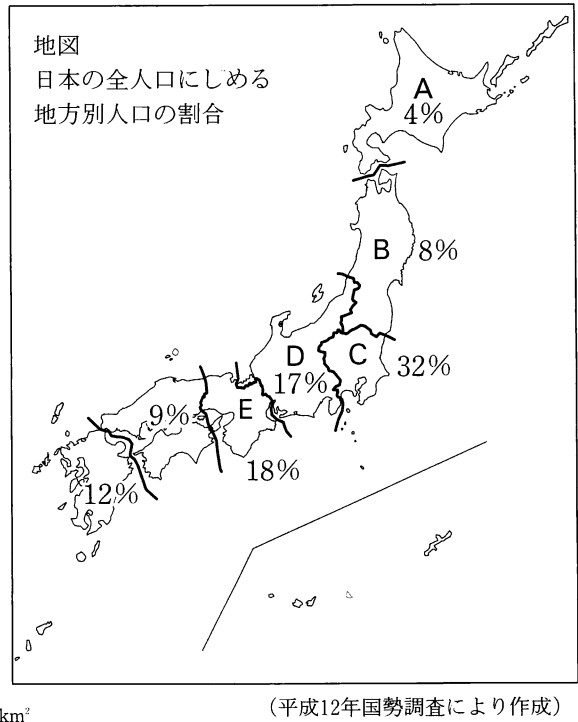 地図
日本の全人口にしめる
地方別人口の割合
A
4%
B
8%
C
32%
D
17%
E
18%
9%
12%
km²
(平成12年国勢調査により作成)